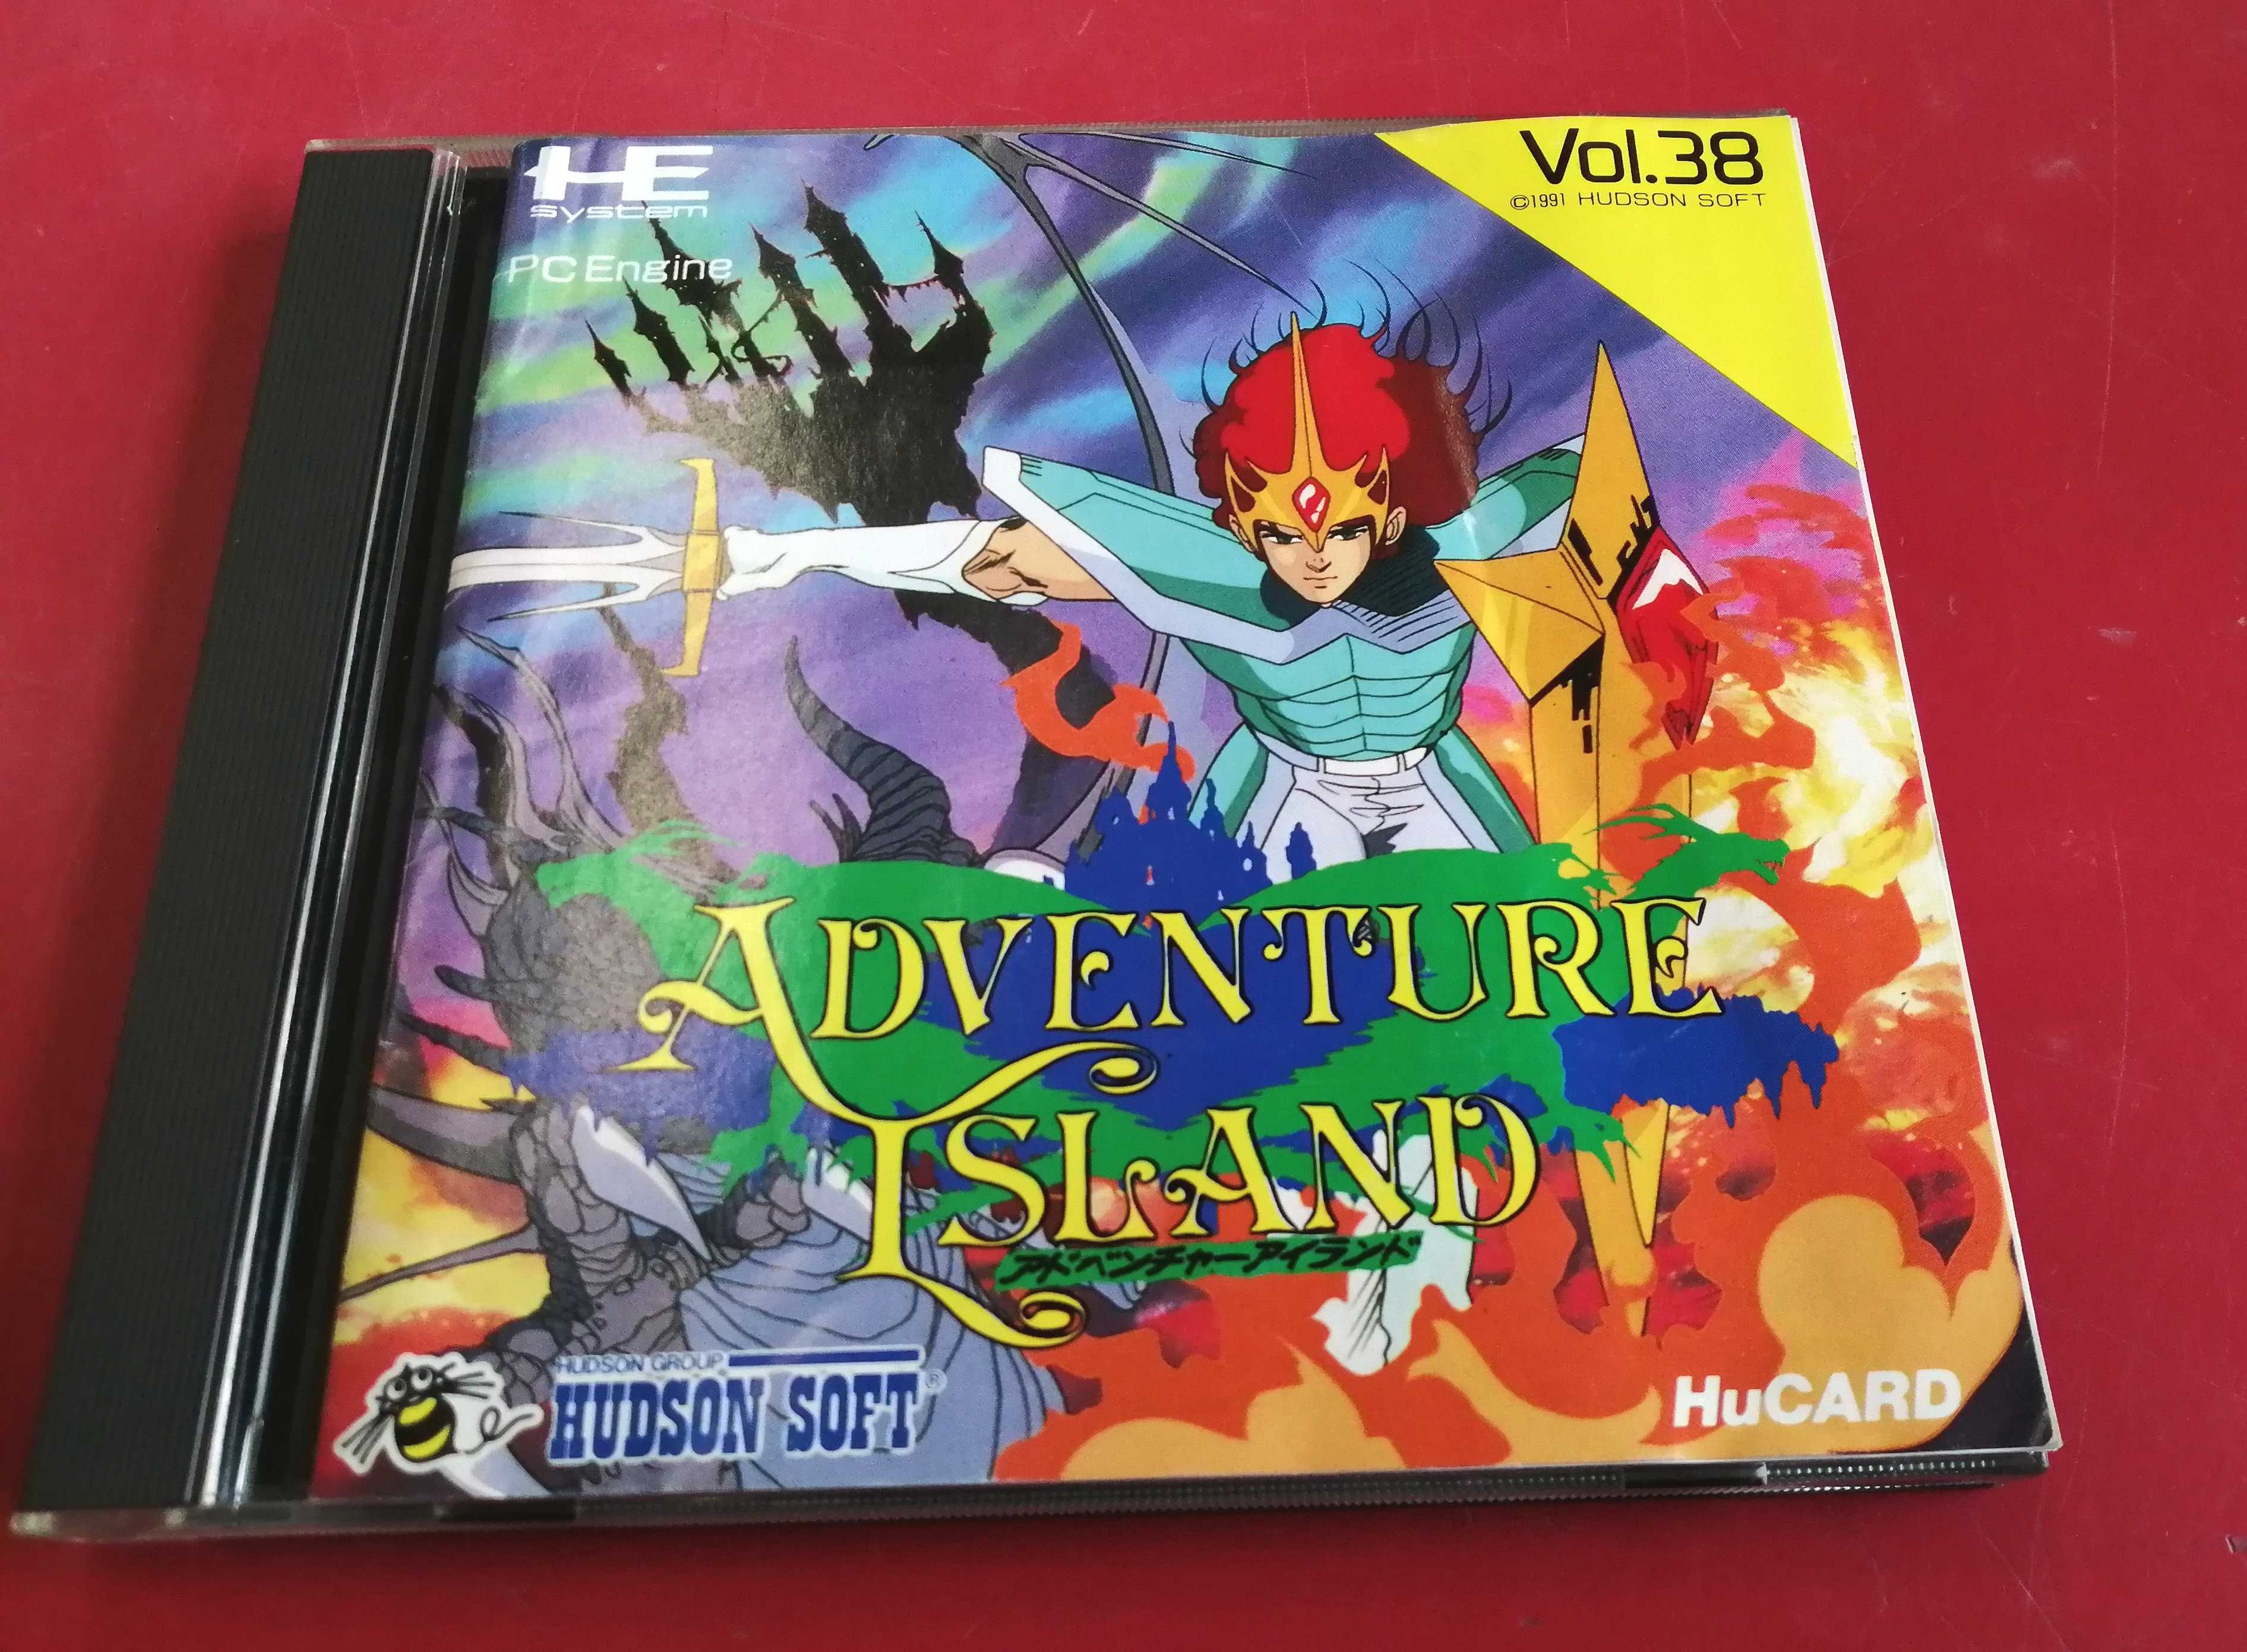 HE
system
PC Engine
Vol.38
©1991 HUDSON SOFT
ADVENTURE
ISLAND
アドベンチャーアイランド
HUDSON GROUP
HUDSON SOFT®
HuCARD